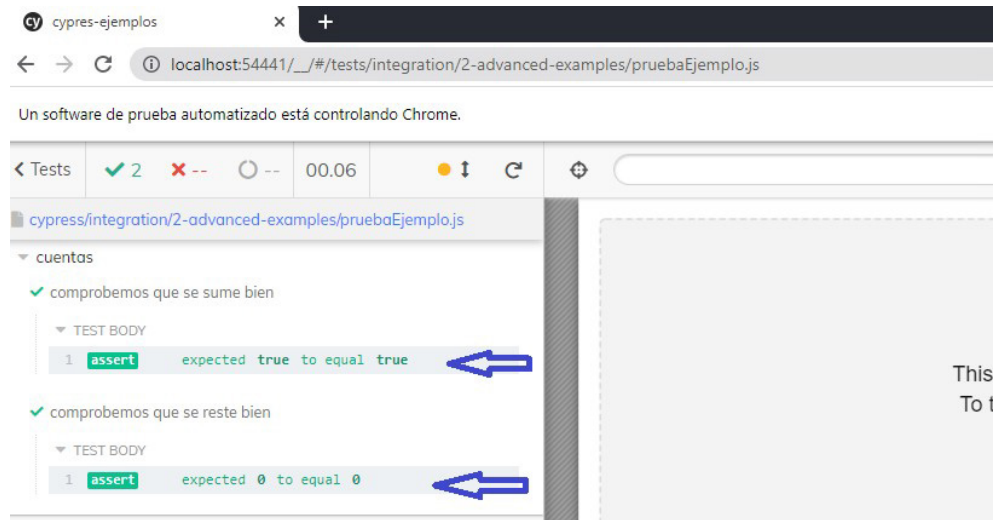 cy cypres-ejemplos × +
localhost:54441/__/#/tests/integration/2-advanced-examples/pruebaEjemplo.js
Un software de prueba automatizado está controlando Chrome.
< Tests 2 -- -- 00.06
cypress/integration/2-advanced-examples/pruebaEjemplo.js
cuentas
comprobemos que se sume bien
TEST BODY
1 assert expected true to equal true
This
comprobemos que se reste bien
To t
TEST BODY
1 assert expected 0 to equal 0